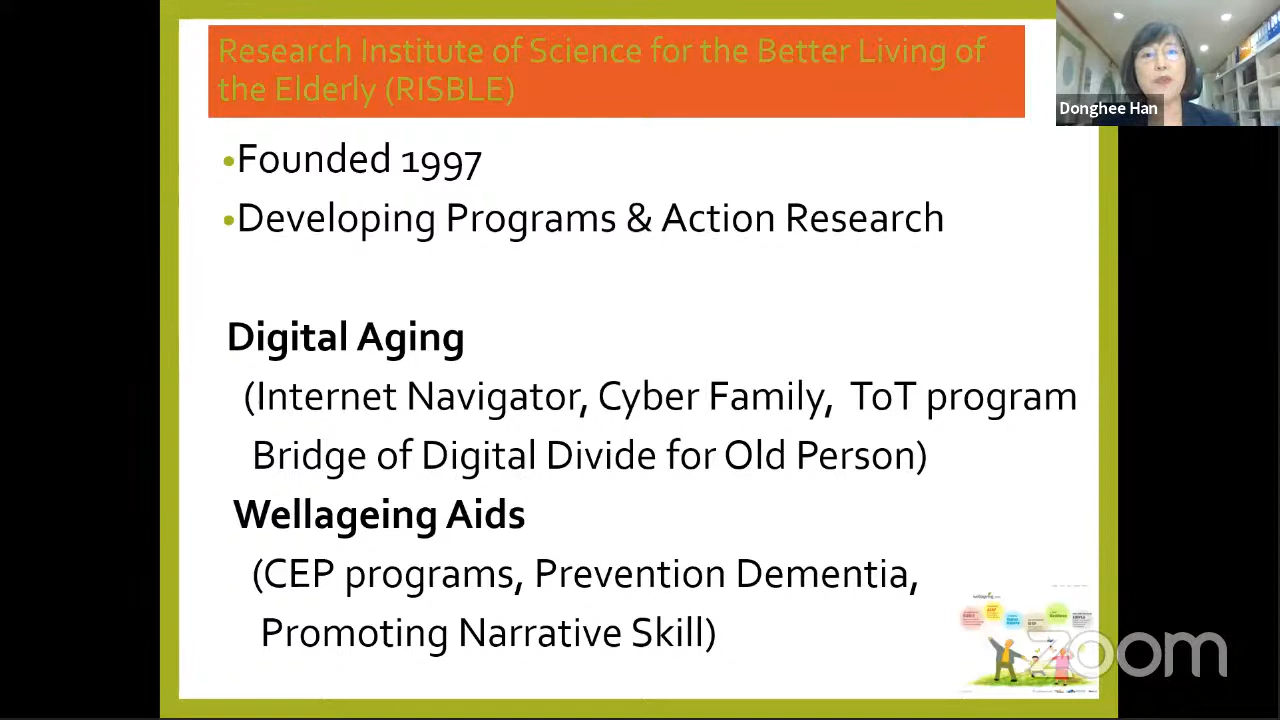 Research Institute of Science for the Better Living of
the Elderly (RISBLE)
Donghee Han
•Founded 1997
•Developing Programs & Action Research
Digital Aging
(Internet Navigator, Cyber Family, ToT program
Bridge of Digital Divide for Old Person)
Wellageing Aids
(CEP programs, Prevention Dementia,
Promoting Narrative Skill)
zoom